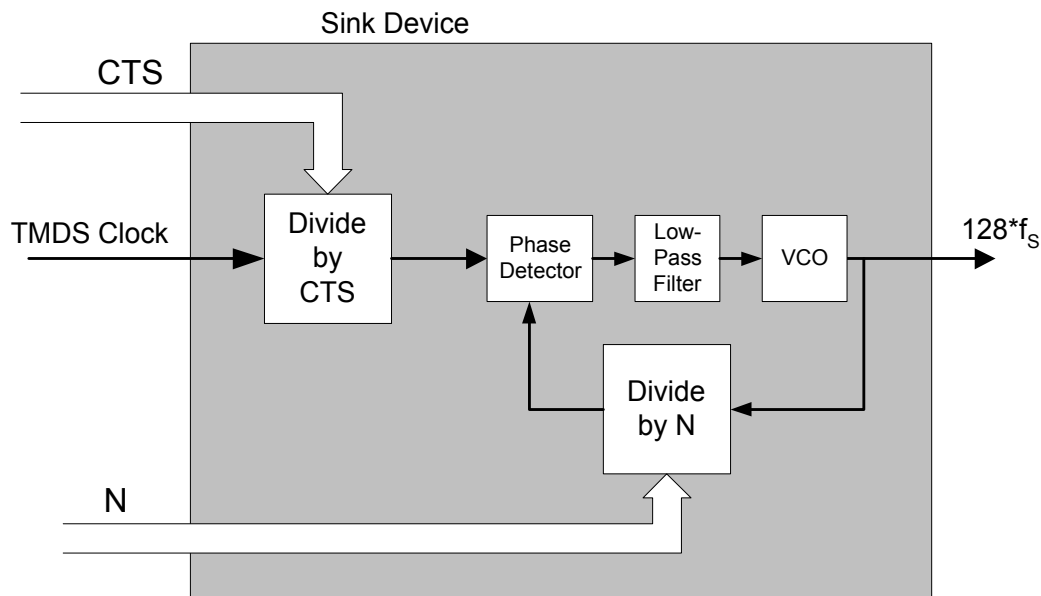 Sink Device
CTS
TMDS Clock
Divide
by
CTS
Phase
Detector
Low-
Pass
Filter
VCO
128*fS
Divide
by N
N